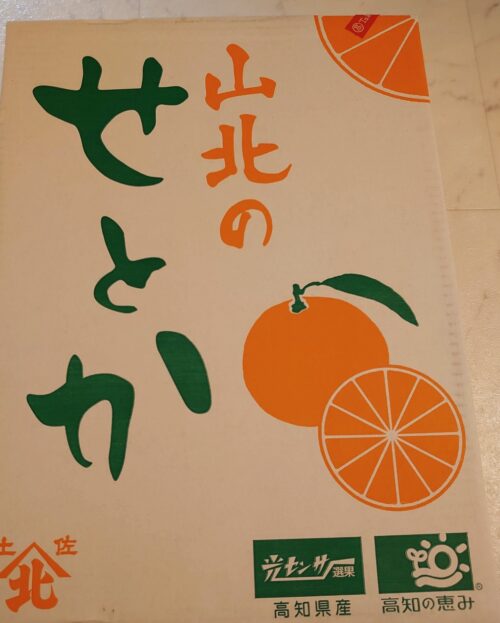 山北の
せとか
土佐
北
光センサー選果
高知県産
高知の恵み